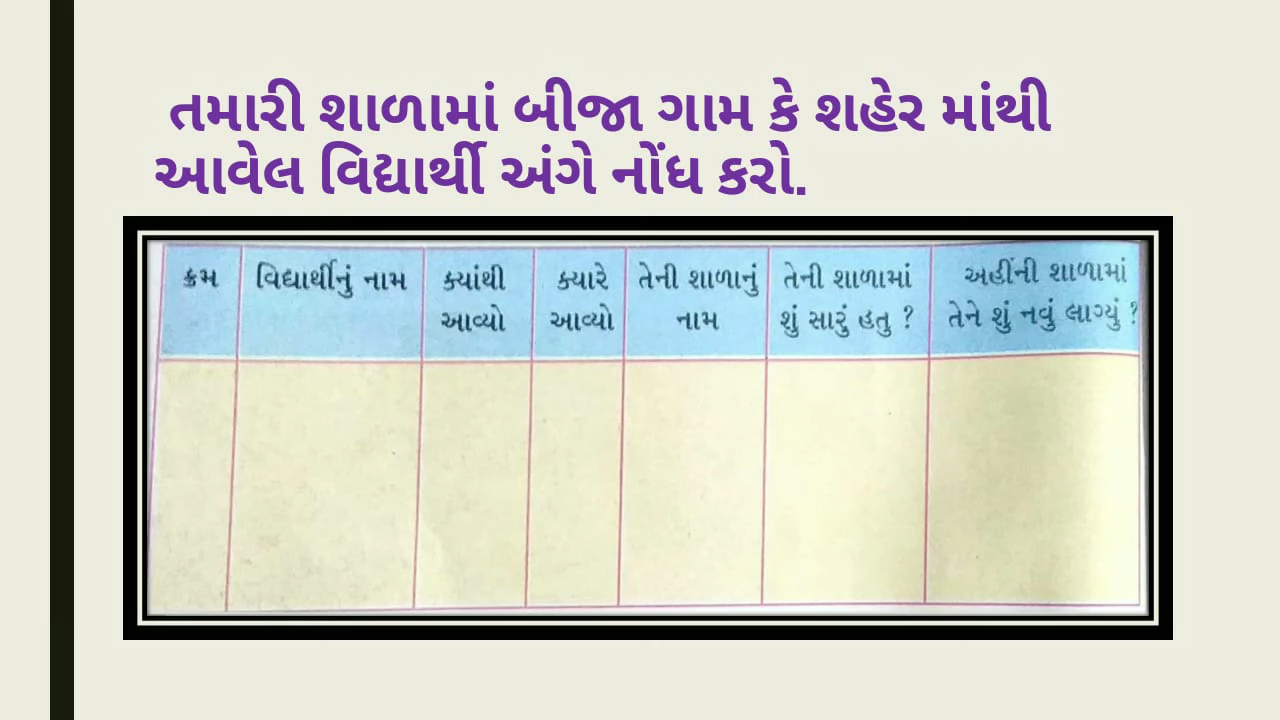 તમારી શાળામાં બીજા ગામ કે શહેર માંથી
આવેલ વિદ્યાર્થી અંગે નોંધ કરો.
ક્રમ
વિદ્યાર્થીનું નામ
ક્યાંથી
આવ્યો
ક્યારે
આવ્યો
તેની શાળાનું
નામ
તેની શાળામાં
શું સારું હતુ ?
અહીંની શાળામાં
તેને શું નવું લાગ્યું ?